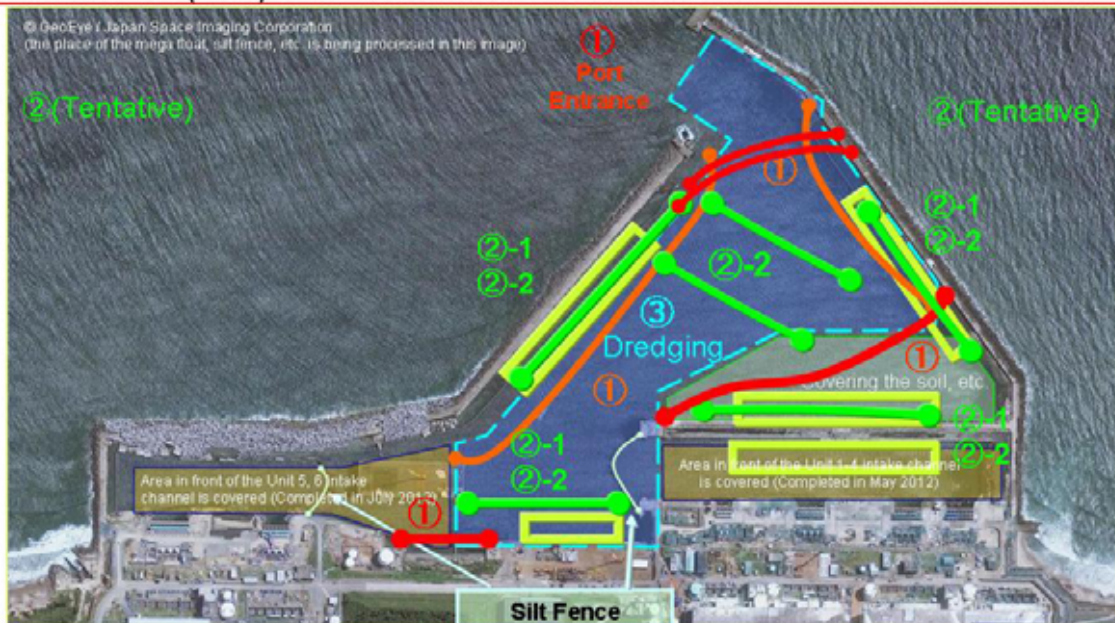 © GeoEye / Japan Space Imaging Corporation
(the place of the mega float, silt fence, etc. is being processed in this image)
①
Port
Entrance
②(Tentative)
②(Tentative)
①
②-1
②-2
②-1
②-2
②-2
③
Dredging
①
①
Covering the soil, etc.
②-1
②-2
②-1
②-2
Area in front of the Unit 5, 6 intake
channel is covered (Completed in July 2012)
Area in front of the Unit 1-4 intake channel
is covered (Completed in May 2012)
①
Silt Fence